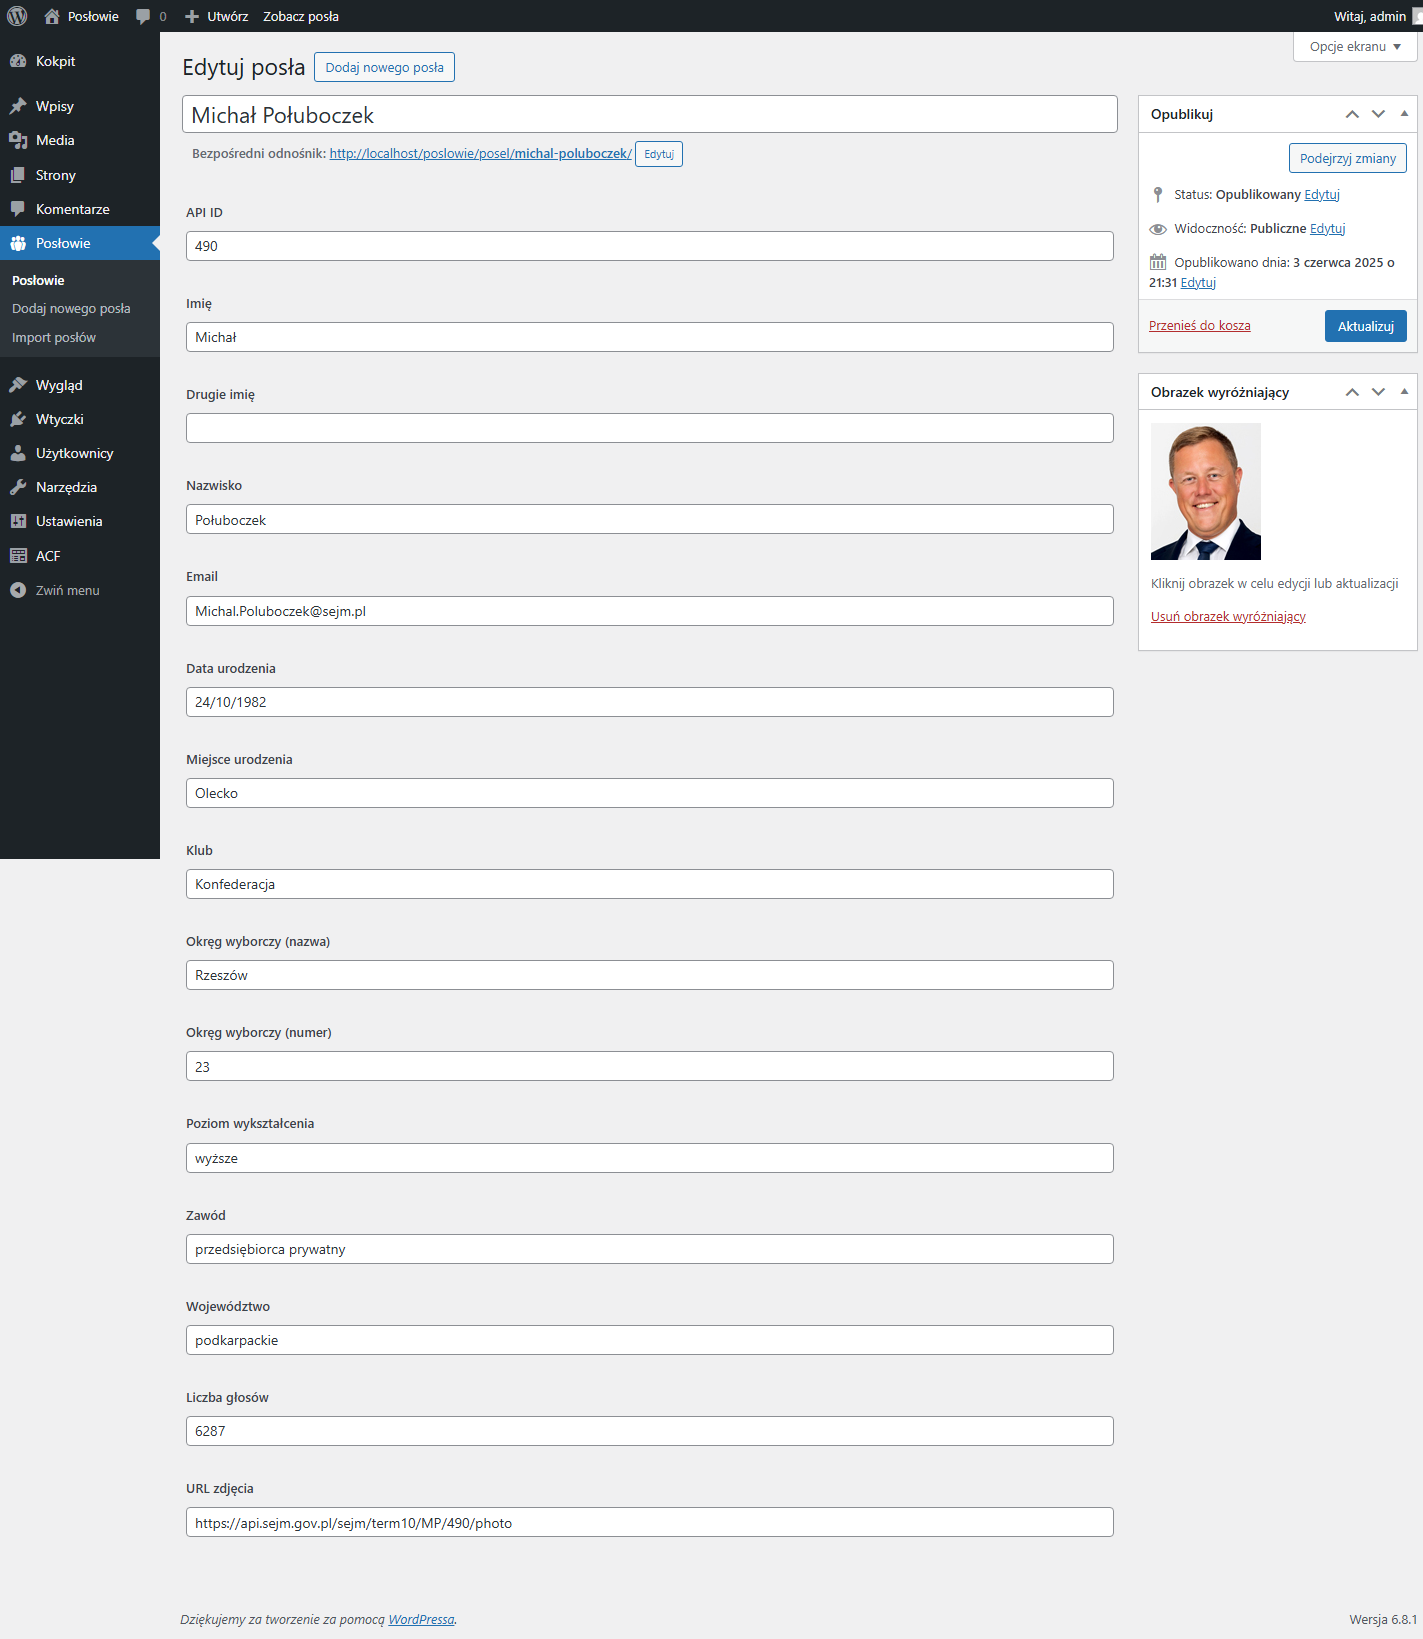 Posłowie
0
Utwórz
Zobacz posła
Witaj, admin
Kokpit
Wpisy
Media
Strony
Komentarze
Posłowie
Posłowie
Dodaj nowego posła
Import posłów
Wygląd
Wtyczki
Użytkownicy
Narzędzia
Ustawienia
ACF
Zwiń menu
Opcje ekranu
Edytuj posła
Dodaj nowego posła
Michał Połuboczek
Bezpośredni odnośnik: http://localhost/poslowie/posel/michal-poluboczek/ Edytuj
API ID
490
Imię
Michał
Drugie imię
Nazwisko
Połuboczek
Email
Michal.Poluboczek@sejm.pl
Data urodzenia
24/10/1982
Miejsce urodzenia
Olecko
Klub
Konfederacja
Okręg wyborczy (nazwa)
Rzeszów
Okręg wyborczy (numer)
23
Poziom wykształcenia
wyższe
Zawód
przedsiębiorca prywatny
Województwo
podkarpackie
Liczba głosów
6287
URL zdjęcia
https://api.sejm.gov.pl/sejm/term10/MP/490/photo
Opublikuj
Podejrzyj zmiany
Status: Opublikowany Edytuj
Widoczność: Publiczne Edytuj
Opublikowano dnia: 3 czerwca 2025 o
21:31 Edytuj
Przenieś do kosza
Aktualizuj
Obrazek wyróżniający
Kliknij obrazek w celu edycji lub aktualizacji
Usuń obrazek wyróżniający
Dziękujemy za tworzenie za pomocą WordPressa.
Wersja 6.8.1